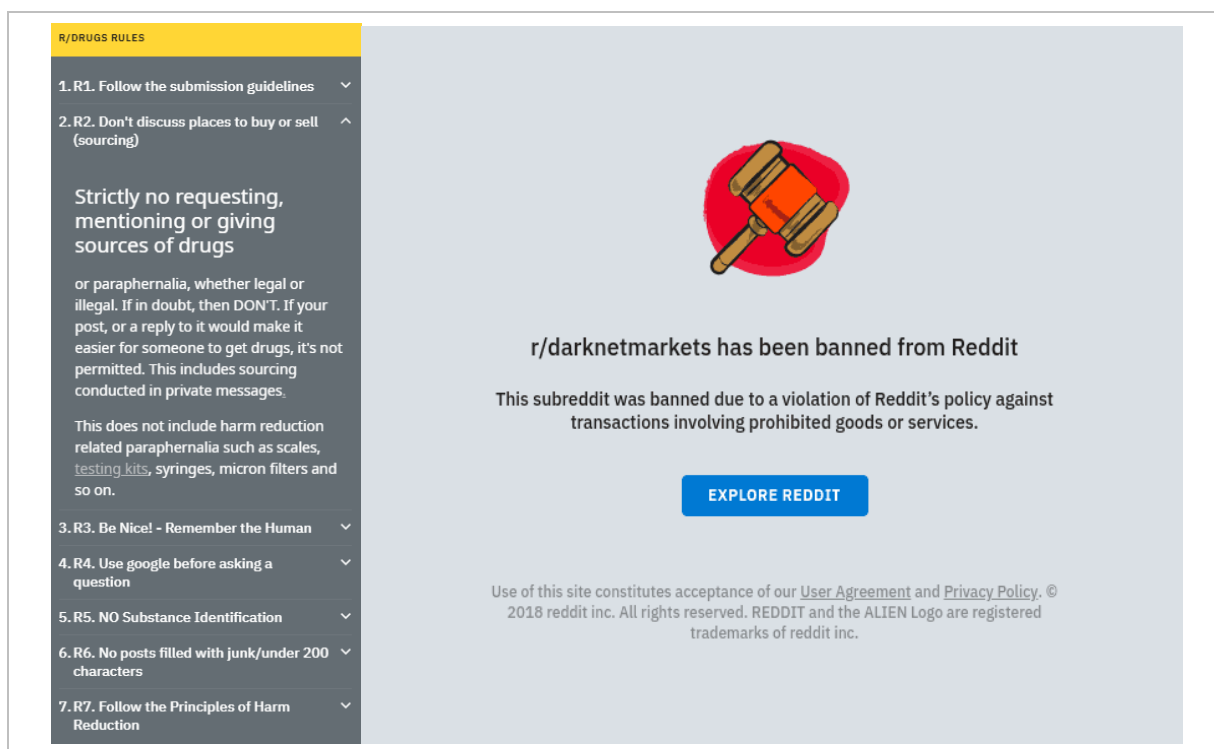 R/DRUGS RULES
1. R1. Follow the submission guidelines
2. R2. Don't discuss places to buy or sell
(sourcing)
Strictly no requesting,
mentioning or giving
sources of drugs
or paraphernalia, whether legal or
illegal. If in doubt, then DON'T. If your
post, or a reply to it would make it
easier for someone to get drugs, it's not
permitted. This includes sourcing
conducted in private messages.
This does not include harm reduction
related paraphernalia such as scales,
testing kits, syringes, micron filters and
so on.
3. R3. Be Nice! - Remember the Human
4. R4. Use google before asking a
question
5. R5. NO Substance Identification
6. R6. No posts filled with junk/under 200
characters
7. R7. Follow the Principles of Harm
Reduction
r/darknetmarkets has been banned from Reddit
This subreddit was banned due to a violation of Reddit’s policy against
transactions involving prohibited goods or services.
EXPLORE REDDIT
Use of this site constitutes acceptance of our User Agreement and Privacy Policy. ©
2018 reddit inc. All rights reserved. REDDIT and the ALIEN Logo are registered
trademarks of reddit inc.